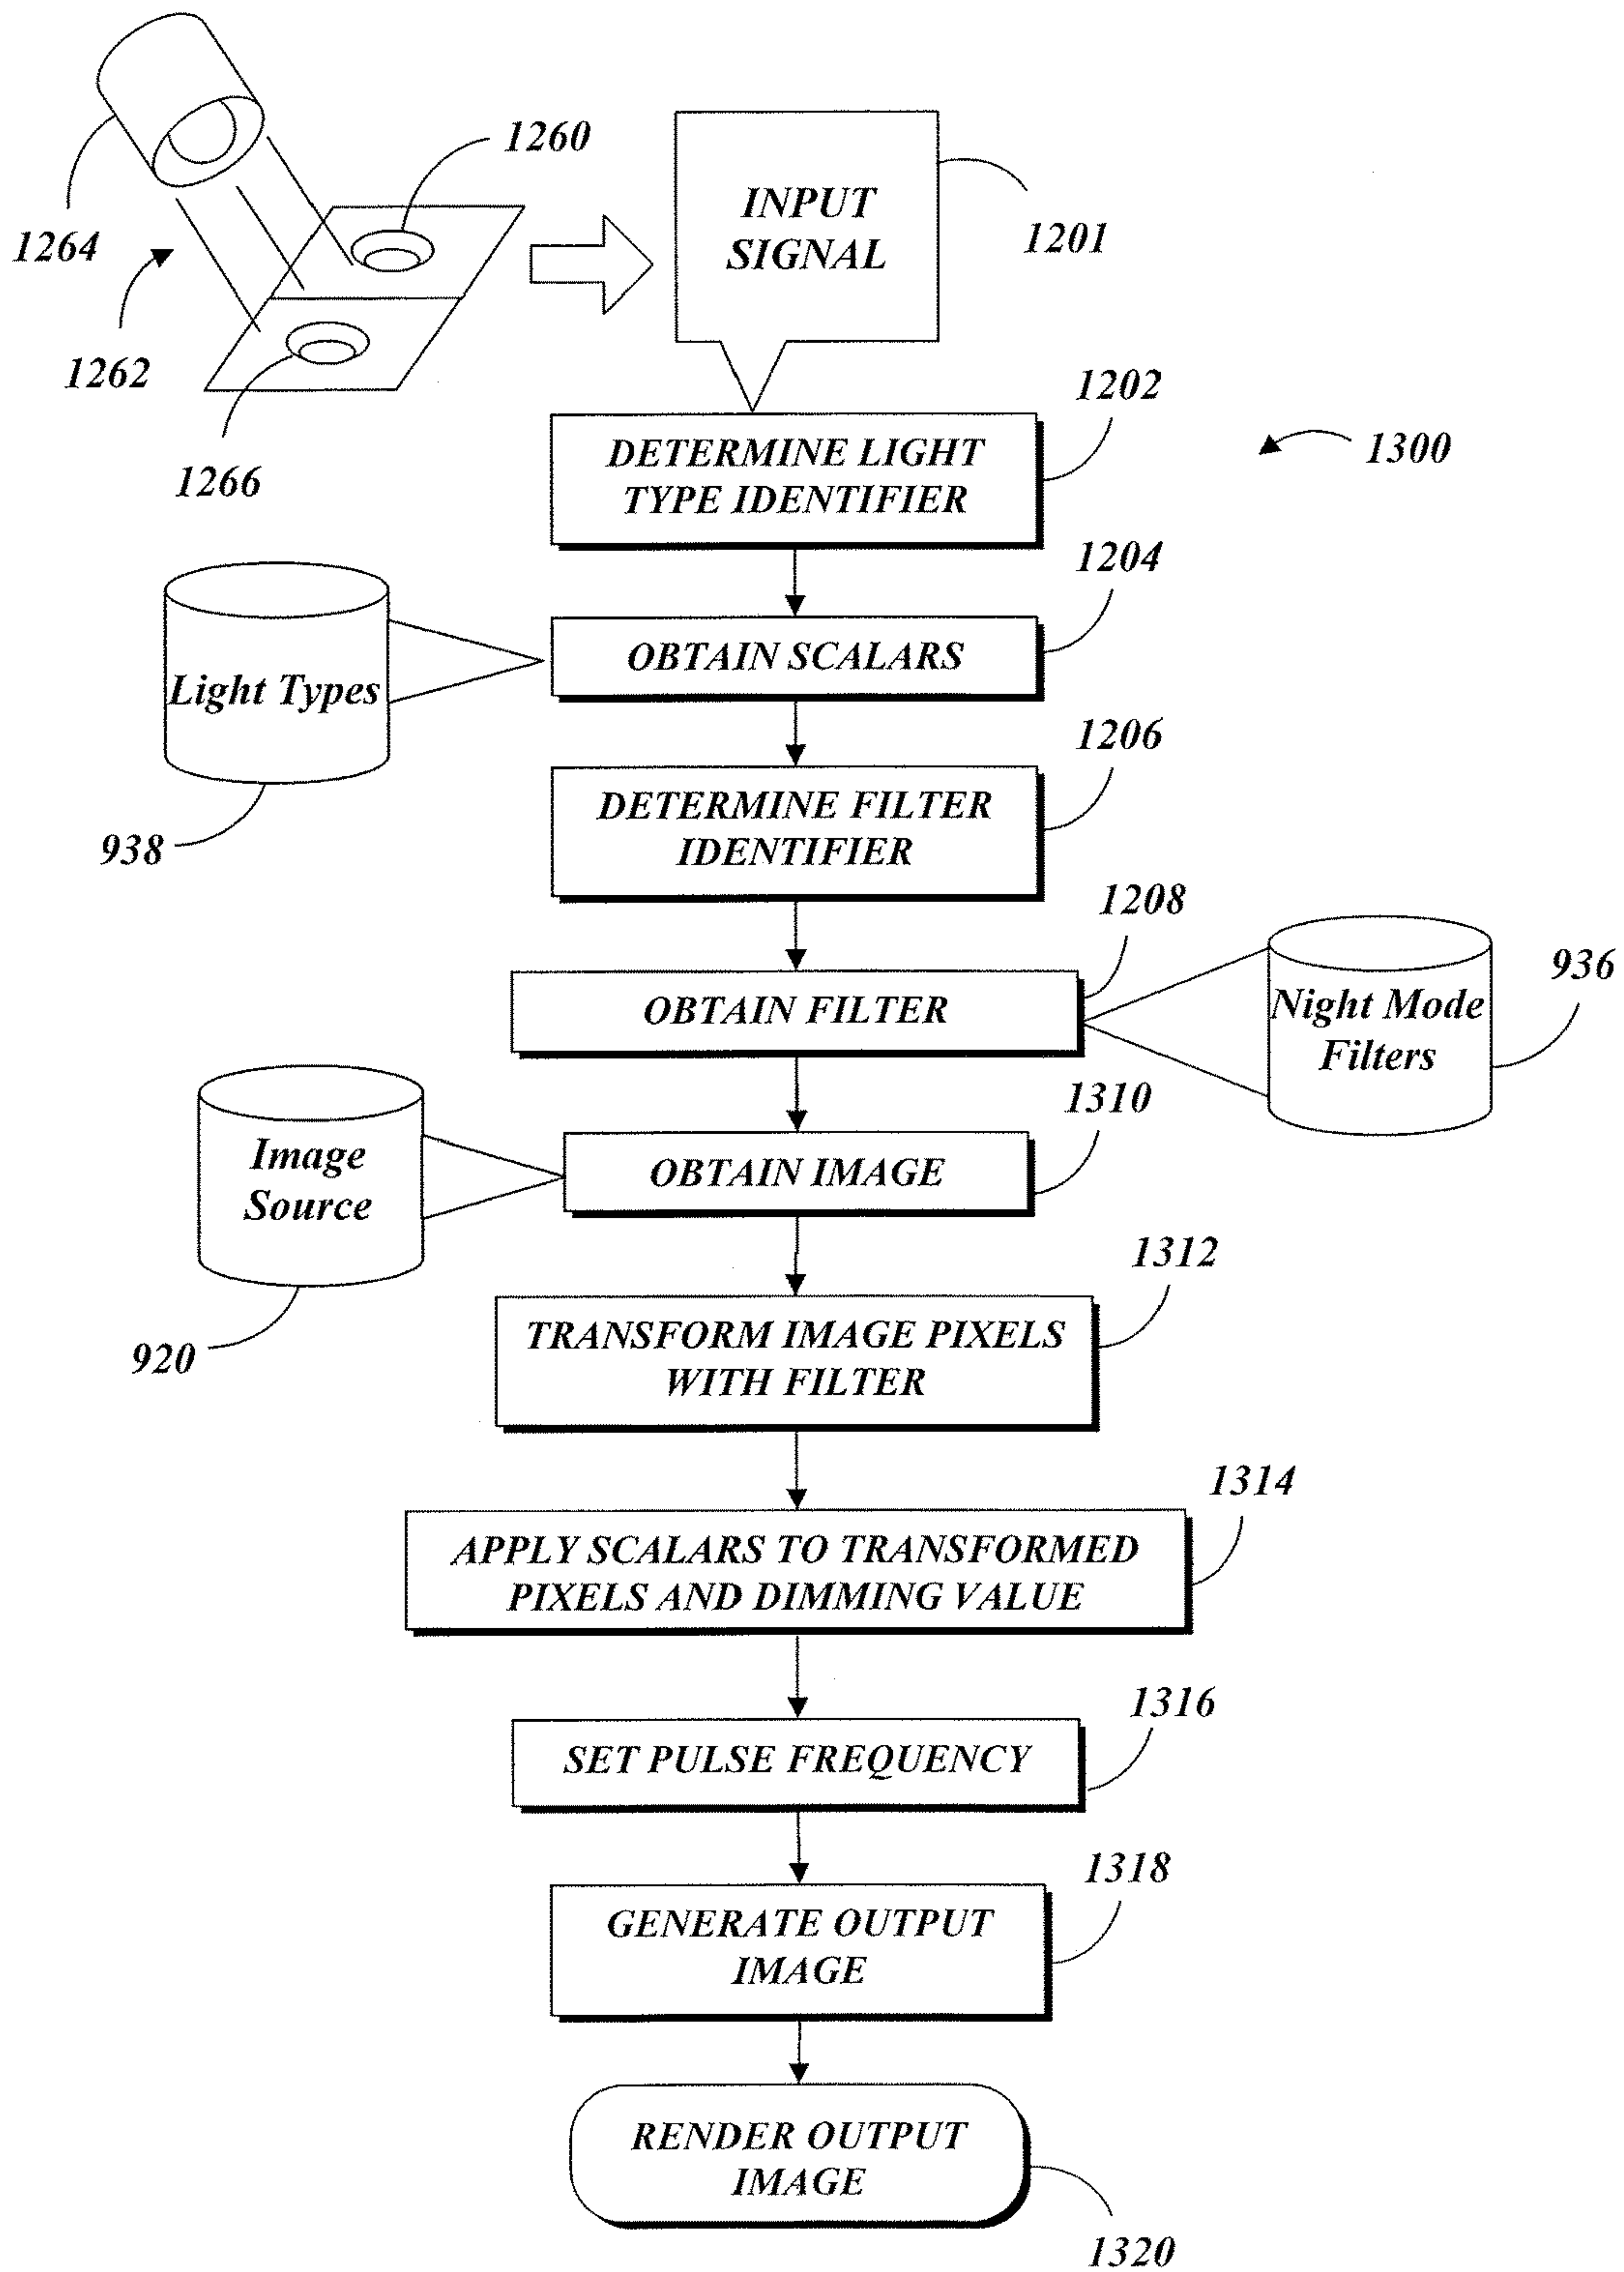 1260
1264
1262
1266
INPUT
SIGNAL
1201
1202
DETERMINE LIGHT
TYPE IDENTIFIER
1300
1204
OBTAIN SCALARS
Light Types
938
1206
DETERMINE FILTER
IDENTIFIER
1208
OBTAIN FILTER
Night Mode
Filters
936
1310
OBTAIN IMAGE
Image
Source
920
1312
TRANSFORM IMAGE PIXELS
WITH FILTER
1314
APPLY SCALARS TO TRANSFORMED
PIXELS AND DIMMING VALUE
1316
SET PULSE FREQUENCY
1318
GENERATE OUTPUT
IMAGE
RENDER OUTPUT
IMAGE
1320